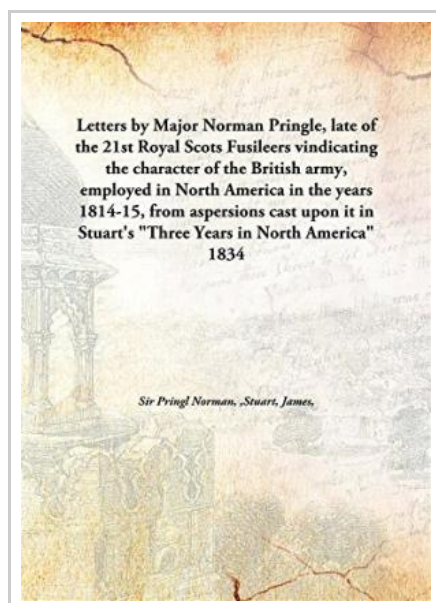 Letters by Major Norman Pringle, late of
the 21st Royal Scots Fusileers vindicating
the character of the British army,
employed in North America in the years
1814-15, from aspersions cast upon it in
Stuart's "Three Years in North America"
1834
Sir Pringl Norman, ,Stuart, James,